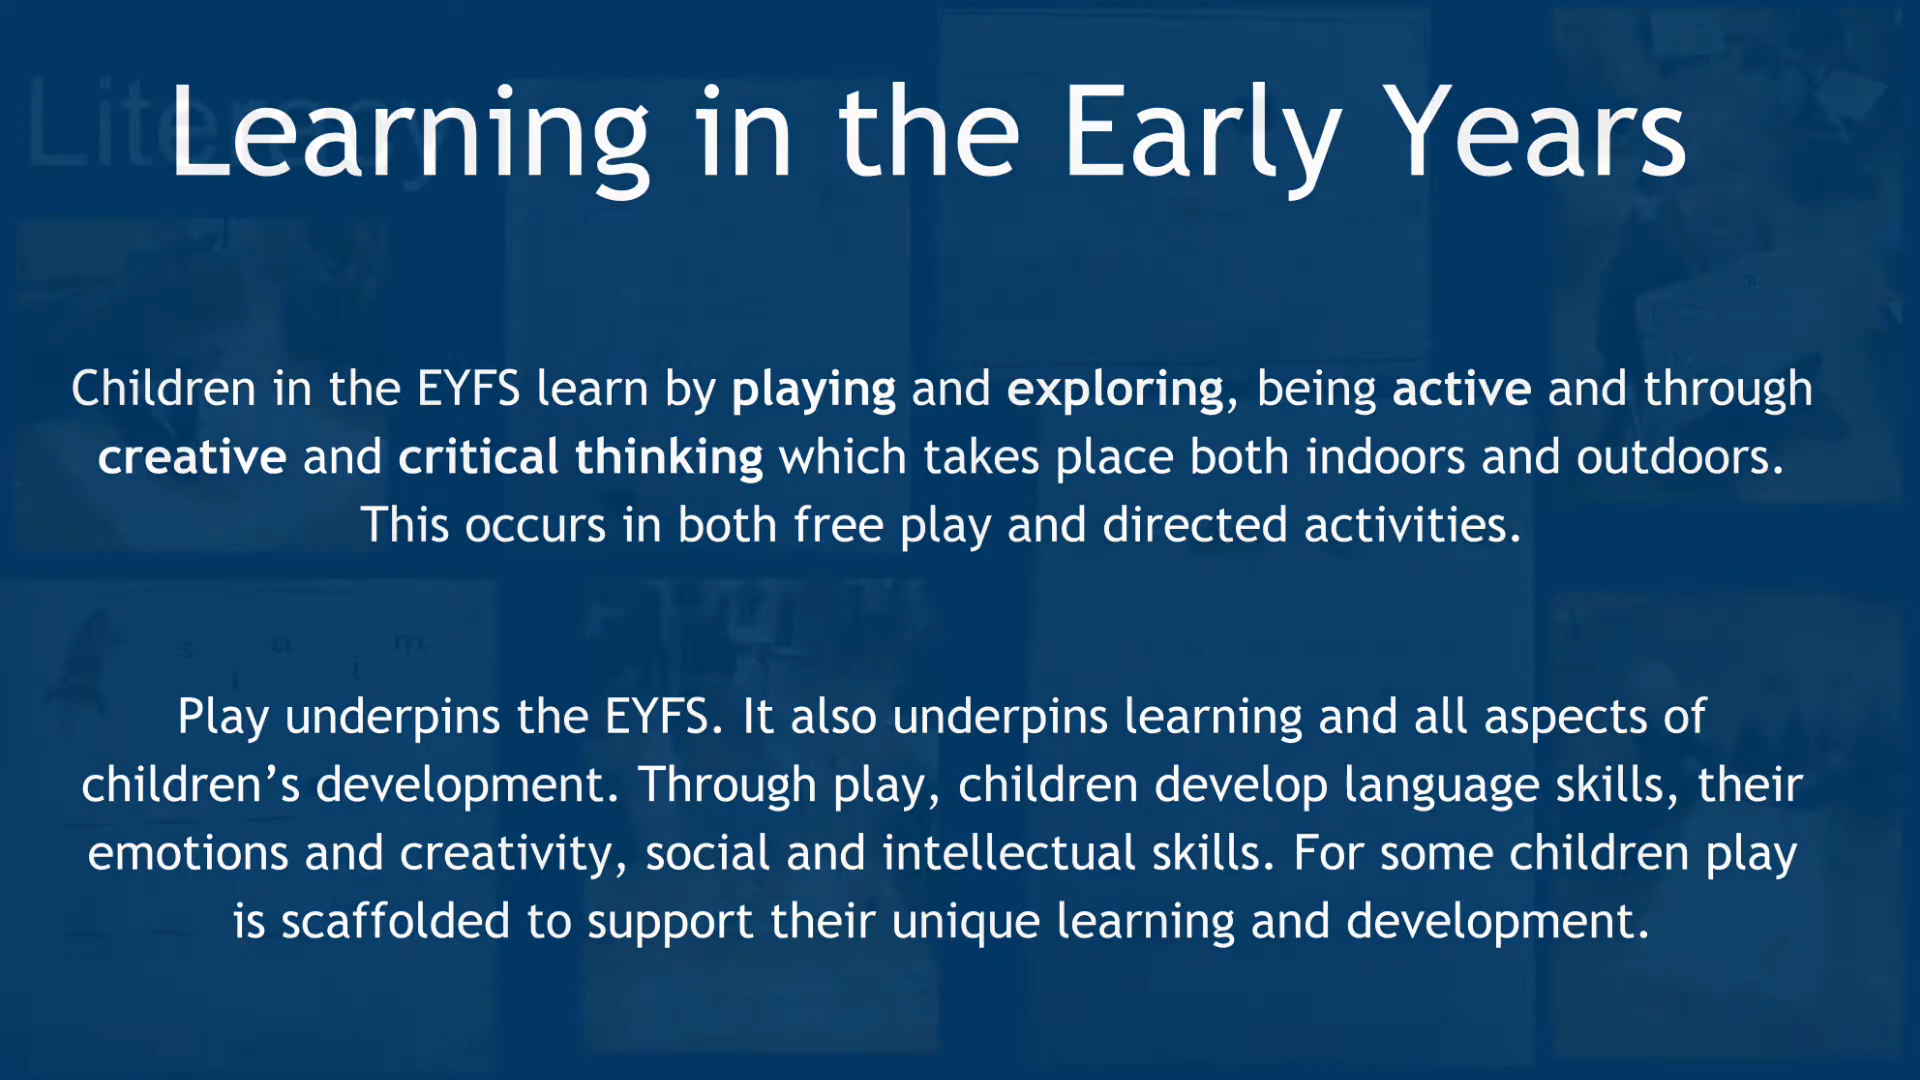 Literacy
Learning in the Early Years
Children in the EYFS learn by playing and exploring, being active and through
creative and critical thinking which takes place both indoors and outdoors.
This occurs in both free play and directed activities.
s a m
i i
Play underpins the EYFS. It also underpins learning and all aspects of
children’s development. Through play, children develop language skills, their
emotions and creativity, social and intellectual skills. For some children play
is scaffolded to support their unique learning and development.